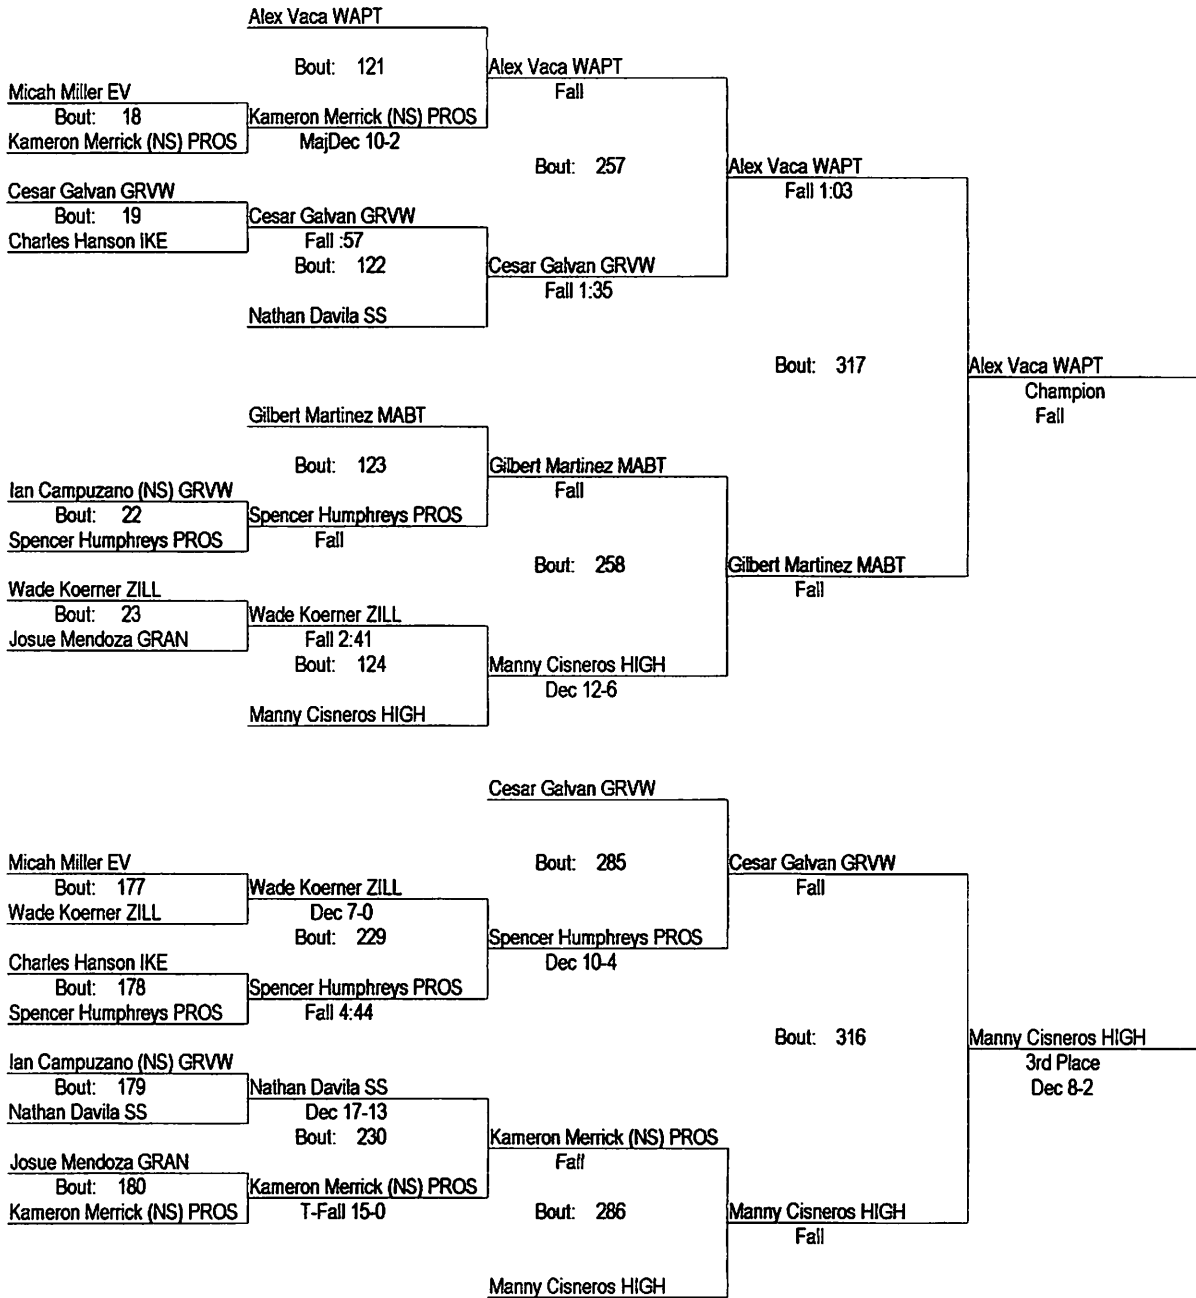 Alex Vaca WAPT
Bout: 121
Alex Vaca WAPT
Fall
Micah Miller EV
Bout: 18
Kameron Merrick (NS) PROS
Kameron Merrick (NS) PROS
MajDec 10-2
Bout: 257
Alex Vaca WAPT
Fall 1:03
Cesar Galvan GRVW
Bout: 19
Charles Hanson IKE
Cesar Galvan GRVW
Fall :57
Bout: 122
Cesar Galvan GRVW
Fall 1:35
Nathan Davila SS
Bout: 317
Alex Vaca WAPT
Champion
Fall
Gilbert Martinez MABT
Bout: 123
Gilbert Martinez MABT
Fall
Ian Campuzano (NS) GRVW
Bout: 22
Spencer Humphreys PROS
Spencer Humphreys PROS
Fall
Bout: 258
Gilbert Martinez MABT
Fall
Wade Koerner ZILL
Bout: 23
Josue Mendoza GRAN
Wade Koerner ZILL
Fall 2:41
Bout: 124
Manny Cisneros HIGH
Dec 12-6
Manny Cisneros HIGH
Cesar Galvan GRVW
Bout: 285
Cesar Galvan GRVW
Fall
Micah Miller EV
Bout: 177
Wade Koerner ZILL
Wade Koerner ZILL
Dec 7-0
Bout: 229
Spencer Humphreys PROS
Dec 10-4
Charles Hanson IKE
Bout: 178
Spencer Humphreys PROS
Spencer Humphreys PROS
Fall 4:44
Bout: 316
Manny Cisneros HIGH
3rd Place
Dec 8-2
Ian Campuzano (NS) GRVW
Bout: 179
Nathan Davila SS
Nathan Davila SS
Dec 17-13
Bout: 230
Kameron Merrick (NS) PROS
Fall
Josue Mendoza GRAN
Bout: 180
Kameron Merrick (NS) PROS
Kameron Merrick (NS) PROS
T-Fall 15-0
Bout: 286
Manny Cisneros HIGH
Fall
Manny Cisneros HIGH